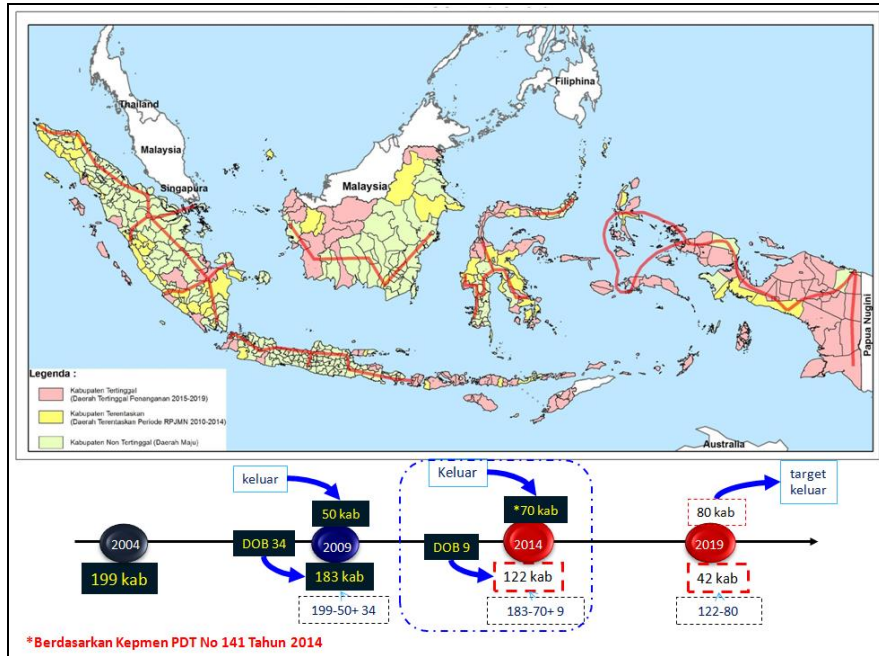 Filiphina
Thailand
Malaysia
Singapura
Malaysia
Papua Nugini
Australia
Legenda :
Kabupaten Tertinggal
(Daerah Tertinggal Penanganan 2015-2019)
Kabupaten Terentaskan
(Daerah Terentaskan Periode RPJMN 2010-2014)
Kabupaten Non Tertinggal (Daerah Maju)
keluar
Keluar
target
keluar
50 kab
*70 kab
80 kab
2004
DOB 34
2009
DOB 9
2014
2019
199 kab
183 kab
122 kab
42 kab
199-50+ 34
183-70+ 9
122-80
*Berdasarkan Kepmen PDT No 141 Tahun 2014